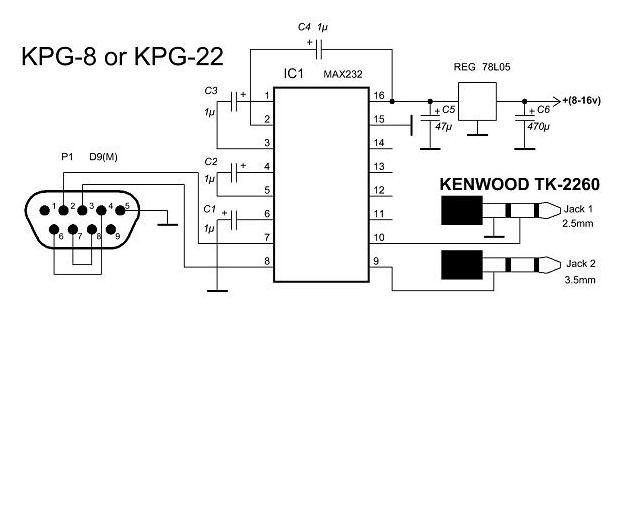 KPG-8 or KPG-22
C4 1µ
+
IC1 MAX232
REG 78L05
C3
+
1µ
1
16
+(8-16v)
+ C5
47µ
+ C6
470µ
2
15
3
14
P1 D9(M)
C2
+
1µ
4
13
5
12
KENWOOD TK-2260
1 2 3 4 5
6 7 8 9
C1
+
1µ
6
11
Jack 1
2.5mm
7
10
8
9
Jack 2
3.5mm